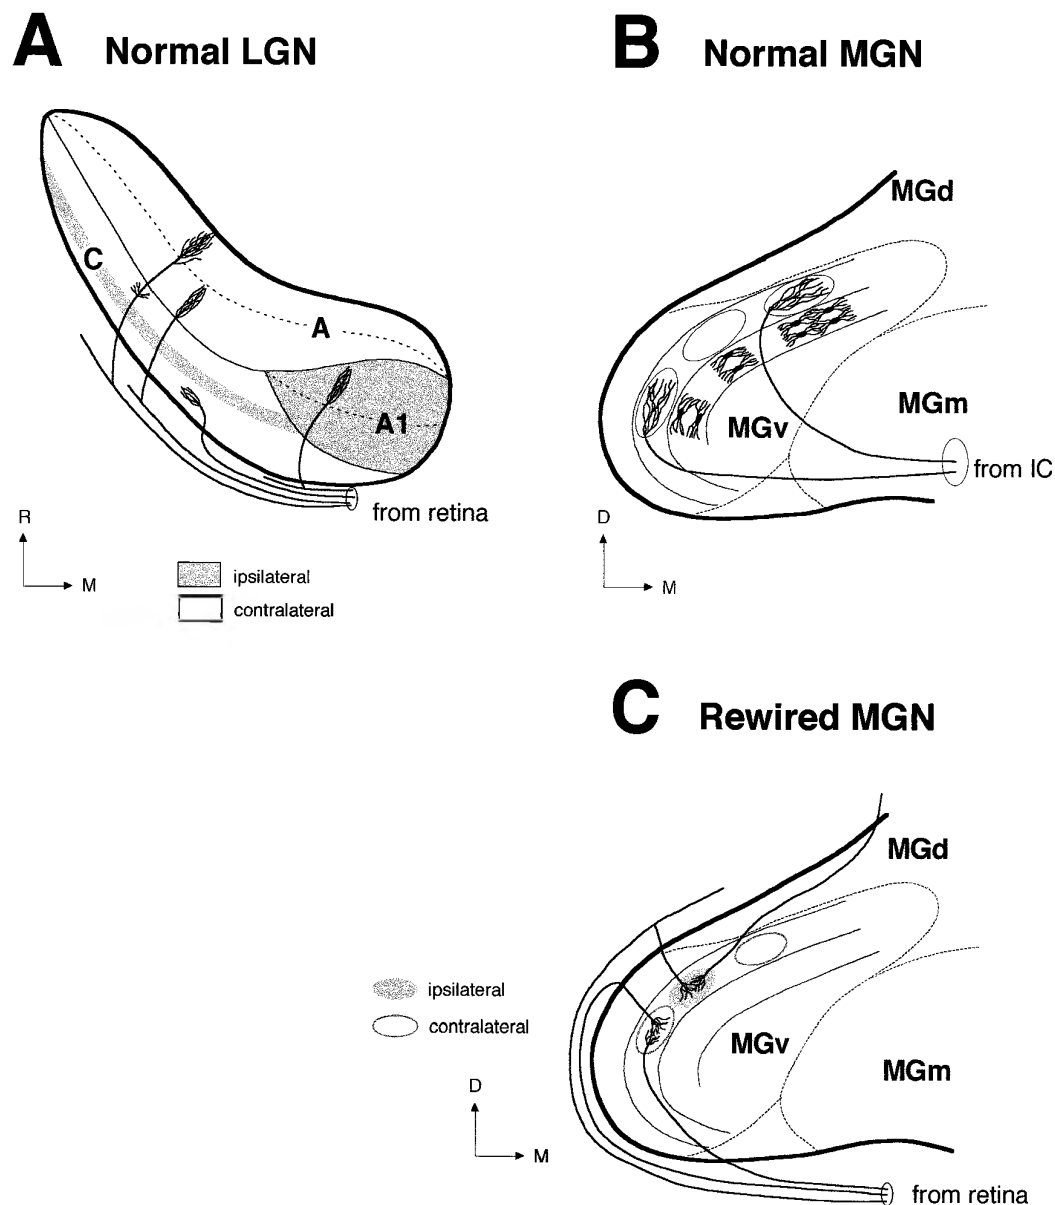 A Normal LGN
B Normal MGN
C
A
A1
from retina
R
M
ipsilateral
contralateral
MGd
MGv
MGm
from IC
D
M
C Rewired MGN
MGd
ipsilateral
contralateral
MGv
MGm
D
M
from retina